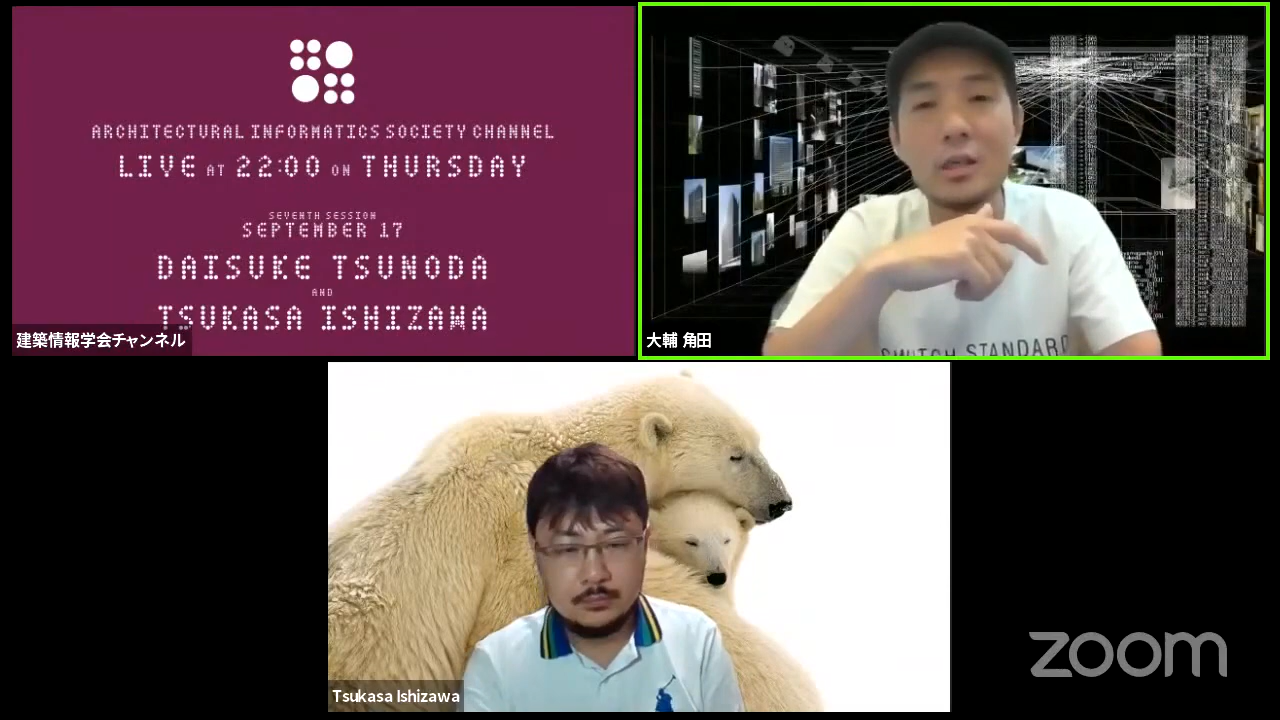 ARCHITECTURAL INFORMATICS SOCIETY CHANNEL
LIVE AT 22:00 ON THURSDAY
SEVENTH SESSION
SEPTEMBER 17
DAISUKE TSUNODA
AND
TSUKASA ISHIZAWA
建築情報学会チャンネル
SWITCH STANDARD
大輔 角田
Tsukasa Ishizawa
zoom